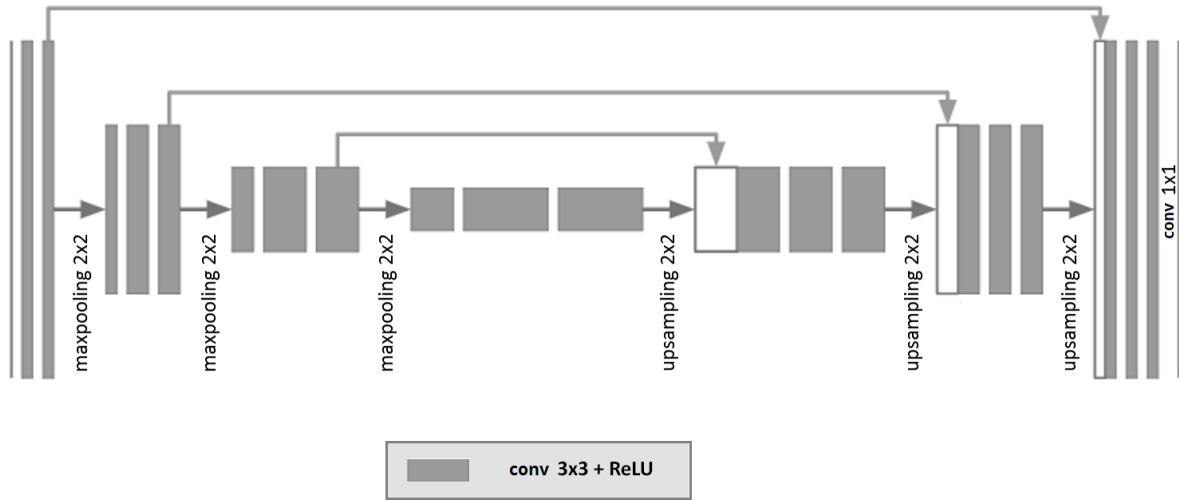 maxpooling 2x2
maxpooling 2x2
maxpooling 2x2
upsampling 2x2
upsampling 2x2
upsampling 2x2
conv 1x1
conv 3x3 + ReLU